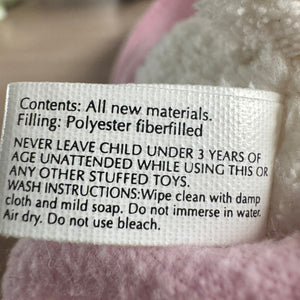 Contents: All new materials.
Filling: Polyester fiberfilled
NEVER LEAVE CHILD UNDER 3 YEARS OF
AGE UNATTENDED WHILE USING THIS OR
ANY OTHER STUFFED TOYS.
WASH INSTRUCTIONS:Wipe clean with damp
cloth and mild soap. Do not immerse in water.
Air dry. Do not use bleach.